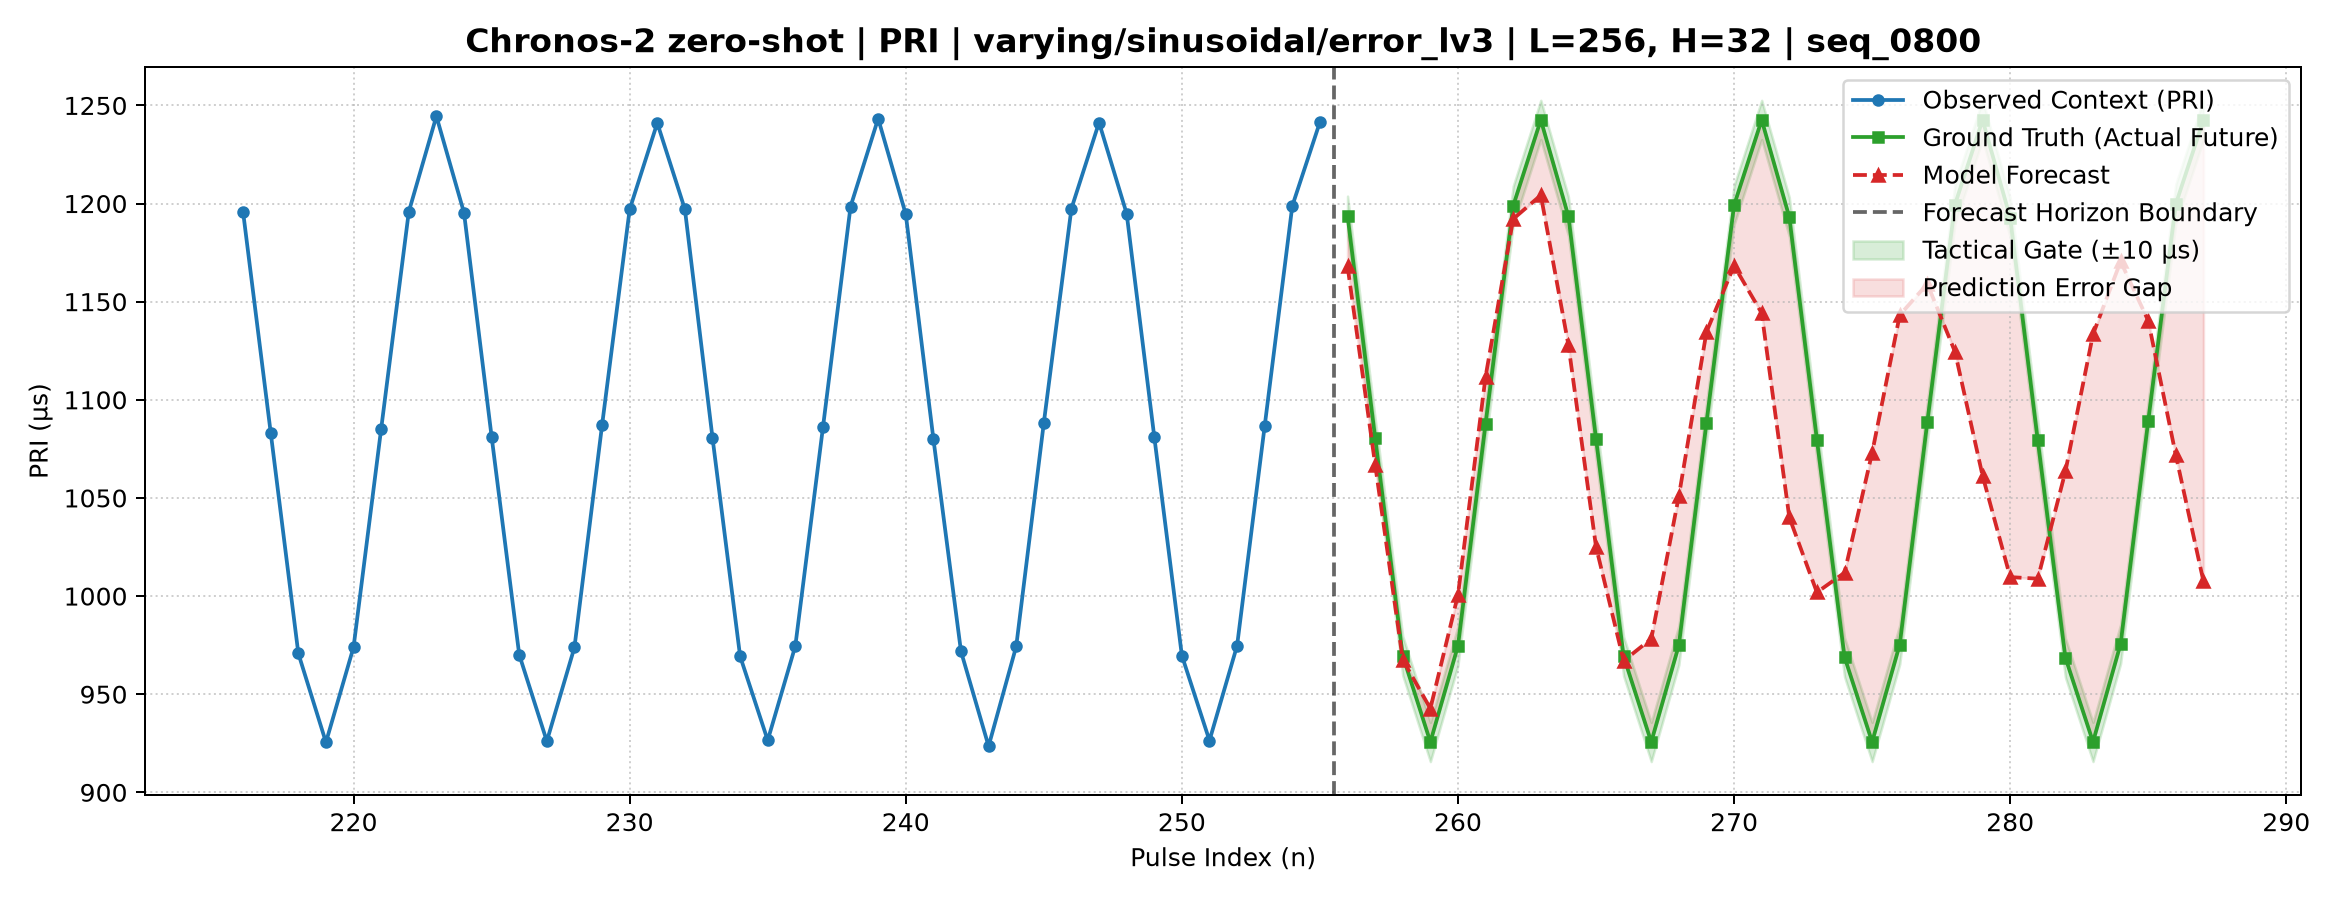 Chronos-2 zero-shot | PRI | varying/sinusoidal/error_lv3 | L=256, H=32 | seq_0800
PRI (µs)
1250
1200
1150
1100
1050
1000
950
900
Observed Context (PRI)
Ground Truth (Actual Future)
Model Forecast
Forecast Horizon Boundary
Tactical Gate (±10 µs)
Prediction Error Gap
220
230
240
250
260
270
280
290
Pulse Index (n)